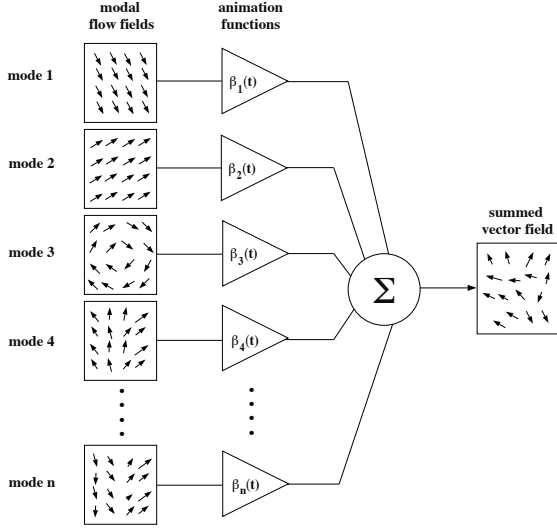 modal
flow fields
animation
functions
mode 1
β1(t)
mode 2
β2(t)
mode 3
β3(t)
summed
vector field
Σ
mode 4
β4(t)
mode n
βn(t)